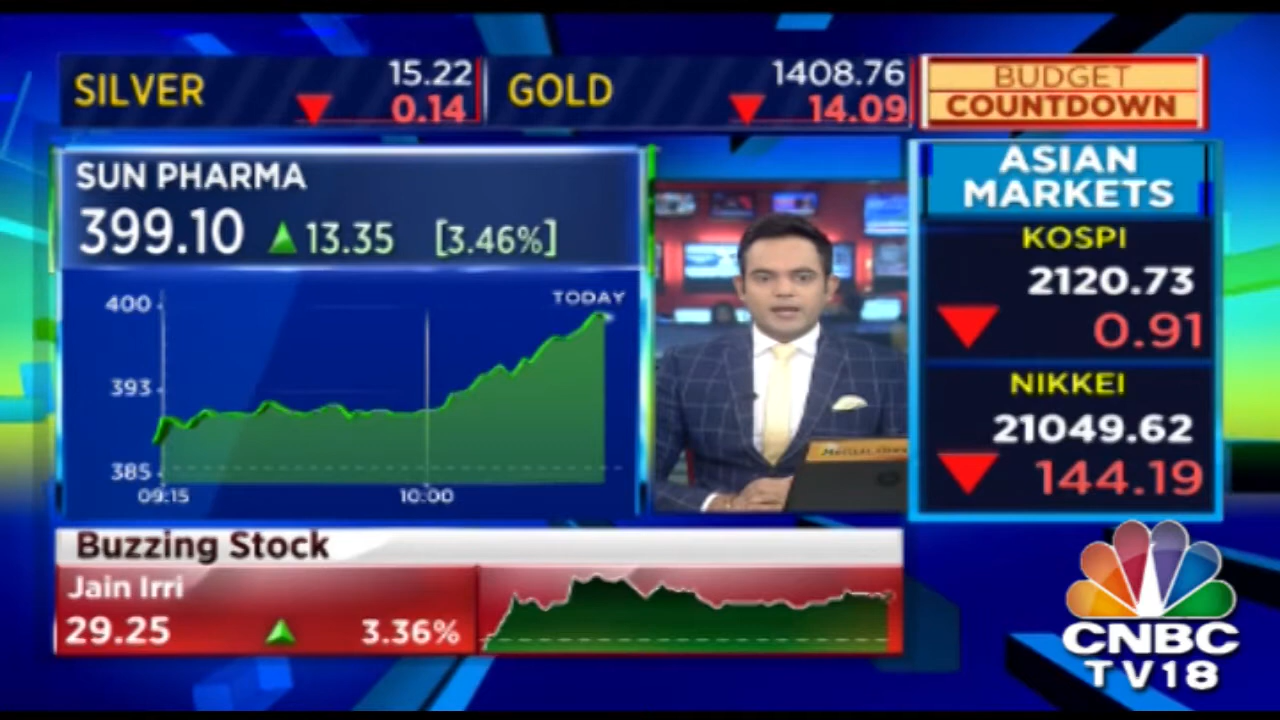 SILVER
15.22
0.14
GOLD
1408.76
14.09
BUDGET
COUNTDOWN
SUN PHARMA
399.10
13.35 [3.46%]
TODAY
400
393
385
09:15
10:00
ASIAN
MARKETS
KOSPI
2120.73
0.91
NIKKEI
21049.62
144.19
Buzzing Stock
Jain Irri
29.25
3.36%
CNBC
TV18